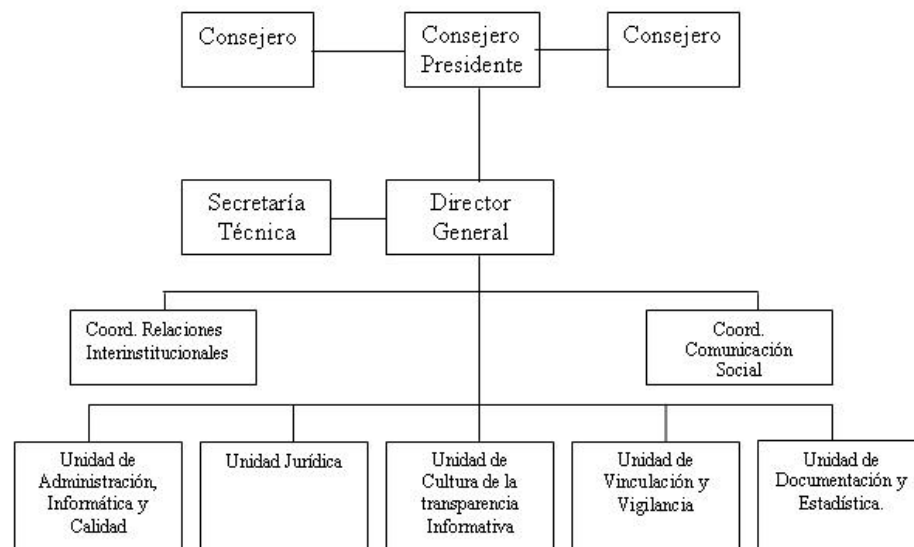 Consejero
Consejero
Presidente
Consejero
Secretaría
Técnica
Director
General
Coord. Relaciones
Interinstitucionales
Coord.
Comunicación
Social
Unidad de
Administración,
Informática y
Calidad
Unidad Jurídica
Unidad de
Cultura de la
transparencia
Informativa
Unidad de
Vinculación y
Vigilancia
Unidad de
Documentación y
Estadística.